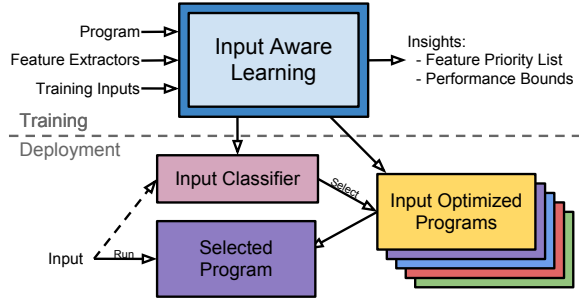 Program
Feature Extractors
Training Inputs
Input Aware
Learning
Insights:
- Feature Priority List
- Performance Bounds
Training
Deployment
Input Classifier
Select
Input Optimized
Programs
Input
Run
Selected
Program